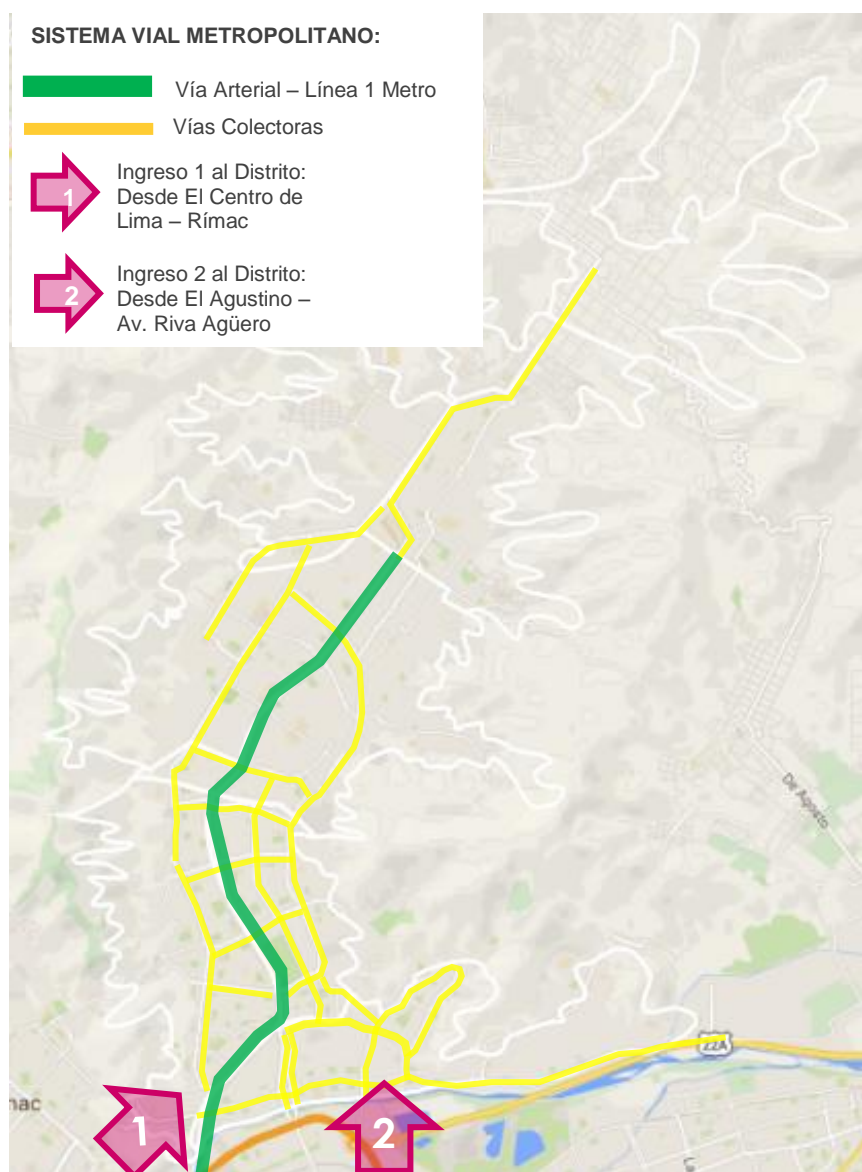 SISTEMA VIAL METROPOLITANO:
Vía Arterial – Línea 1 Metro
Vías Colectoras
1
Ingreso 1 al Distrito:
Desde El Centro de
Lima – Rímac
2
Ingreso 2 al Distrito:
Desde El Agustino –
Av. Riva Agüero
De Agosto
22A
mac
1
2
La